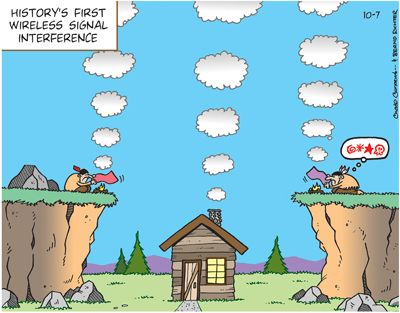 HISTORY'S FIRST
WIRELESS SIGNAL
INTERFERENCE
10-7